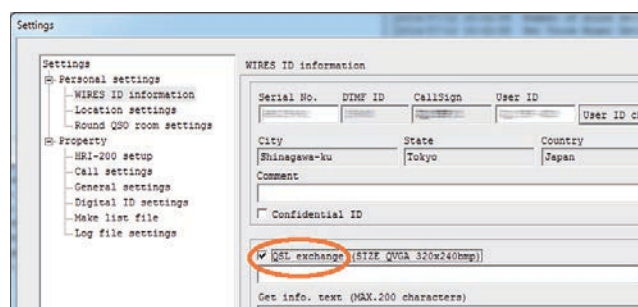 Settings
Settings
Personal settings
WIRES ID information
Location settings
Round QSO room settings
Property
HRI-200 setup
Call settings
General settings
Digital ID settings
Make list file
Log file settings
WIRES ID information
Serial No. DTMF ID CallSign User ID
User ID
City State Country
Shinagawa-ku Tokyo Japan
Comment
Confidential ID
QSL exchange (SIZE QVGA 320x240bmp)
Get info. text (MAX.200 characters)